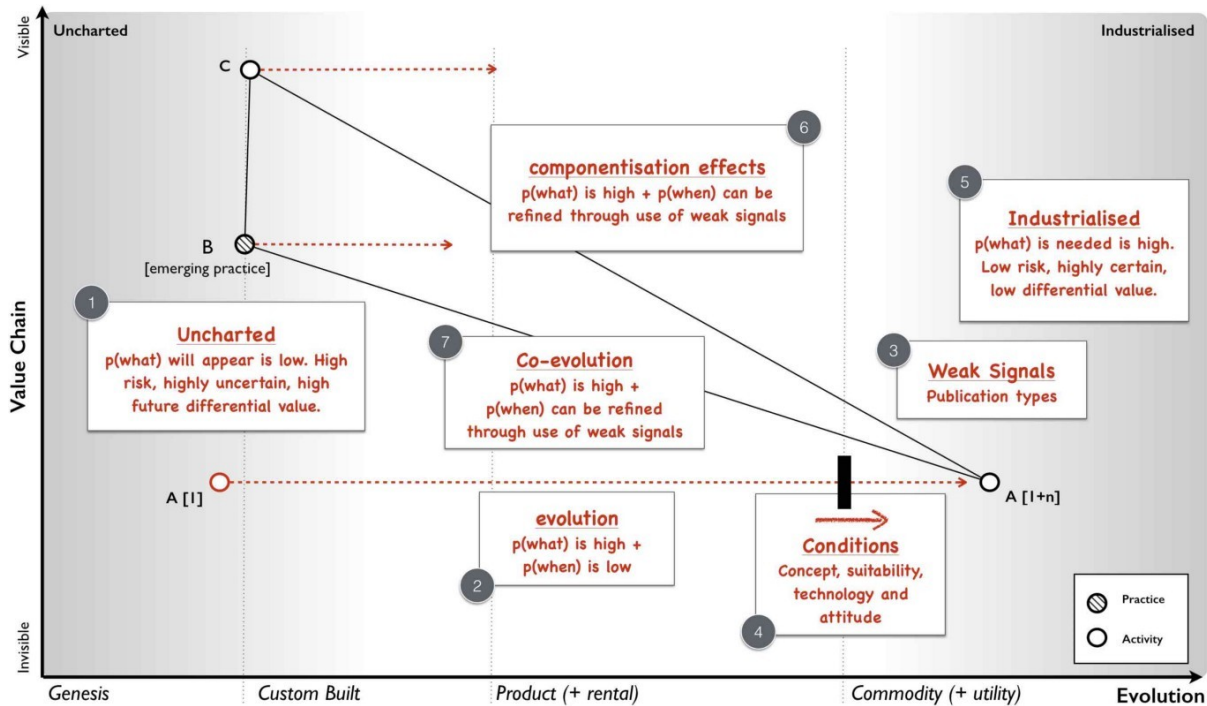 Visible
Uncharted
Industrialised
C
6
componentisation effects
p(what) is high + p(when) can be
refined through use of weak signals
5
Industrialised
p(what) is needed is high.
Low risk, highly certain,
low differential value.
B
[emerging practice]
1
Uncharted
p(what) will appear is low. High
risk, highly uncertain, high
future differential value.
7
Co-evolution
p(what) is high +
p(when) can be refined
through use of weak signals
3
Weak Signals
Publication types
Value Chain
A [1]
A [1+n]
evolution
p(what) is high +
p(when) is low
2
Conditions
Concept, suitability,
technology and
attitude
4
Practice
Activity
Invisible
Genesis
Custom Built
Product (+ rental)
Commodity (+ utility)
Evolution